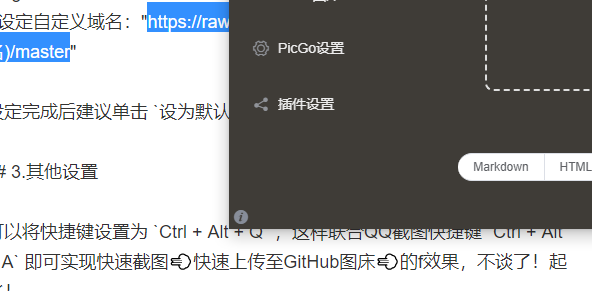 设定自定义域名："https://raw
)/master"
PicGo设置
插件设置
设定完成后建议单击 `设为默认
Markdown
HTML
# 3.其他设置
可以将快捷键设置为 `Ctrl + Alt + Q`，这样联合QQ截图快捷键 `Ctrl + Alt
A` 即可实现快速截图💨快速上传至GitHub图床💨的f效果，不谈了！起